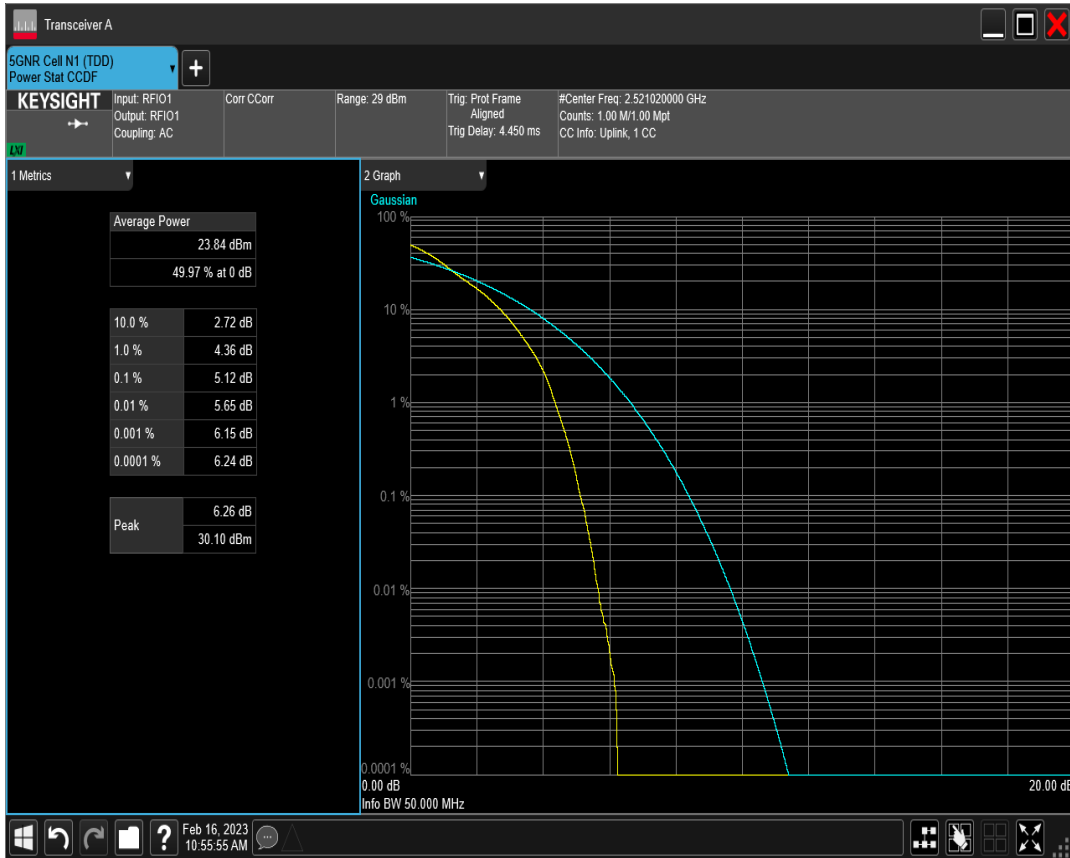 Transceiver A
5GNR Cell N1 (TDD)
Power Stat CCDF
+
KEYSIGHT
LXI
Input: RFIO1
Output: RFIO1
Coupling: AC
Corr CCorr
Range: 29 dBm
Trig: Prot Frame
Aligned
Trig Delay: 4.450 ms
#Center Freq: 2.521020000 GHz
Counts: 1.00 M/1.00 Mpt
CC Info: Uplink, 1 CC
1 Metrics
Average Power
23.84 dBm
49.97 % at 0 dB
10.0 % 2.72 dB
1.0 % 4.36 dB
0.1 % 5.12 dB
0.01 % 5.65 dB
0.001 % 6.15 dB
0.0001 % 6.24 dB
Peak
6.26 dB
30.10 dBm
2 Graph
Gaussian
100 %
10 %
1 %
0.1 %
0.01 %
0.001 %
0.0001 %
0.00 dB
20.00 dB
Info BW 50.000 MHz
?
Feb 16, 2023
10:55:55 AM